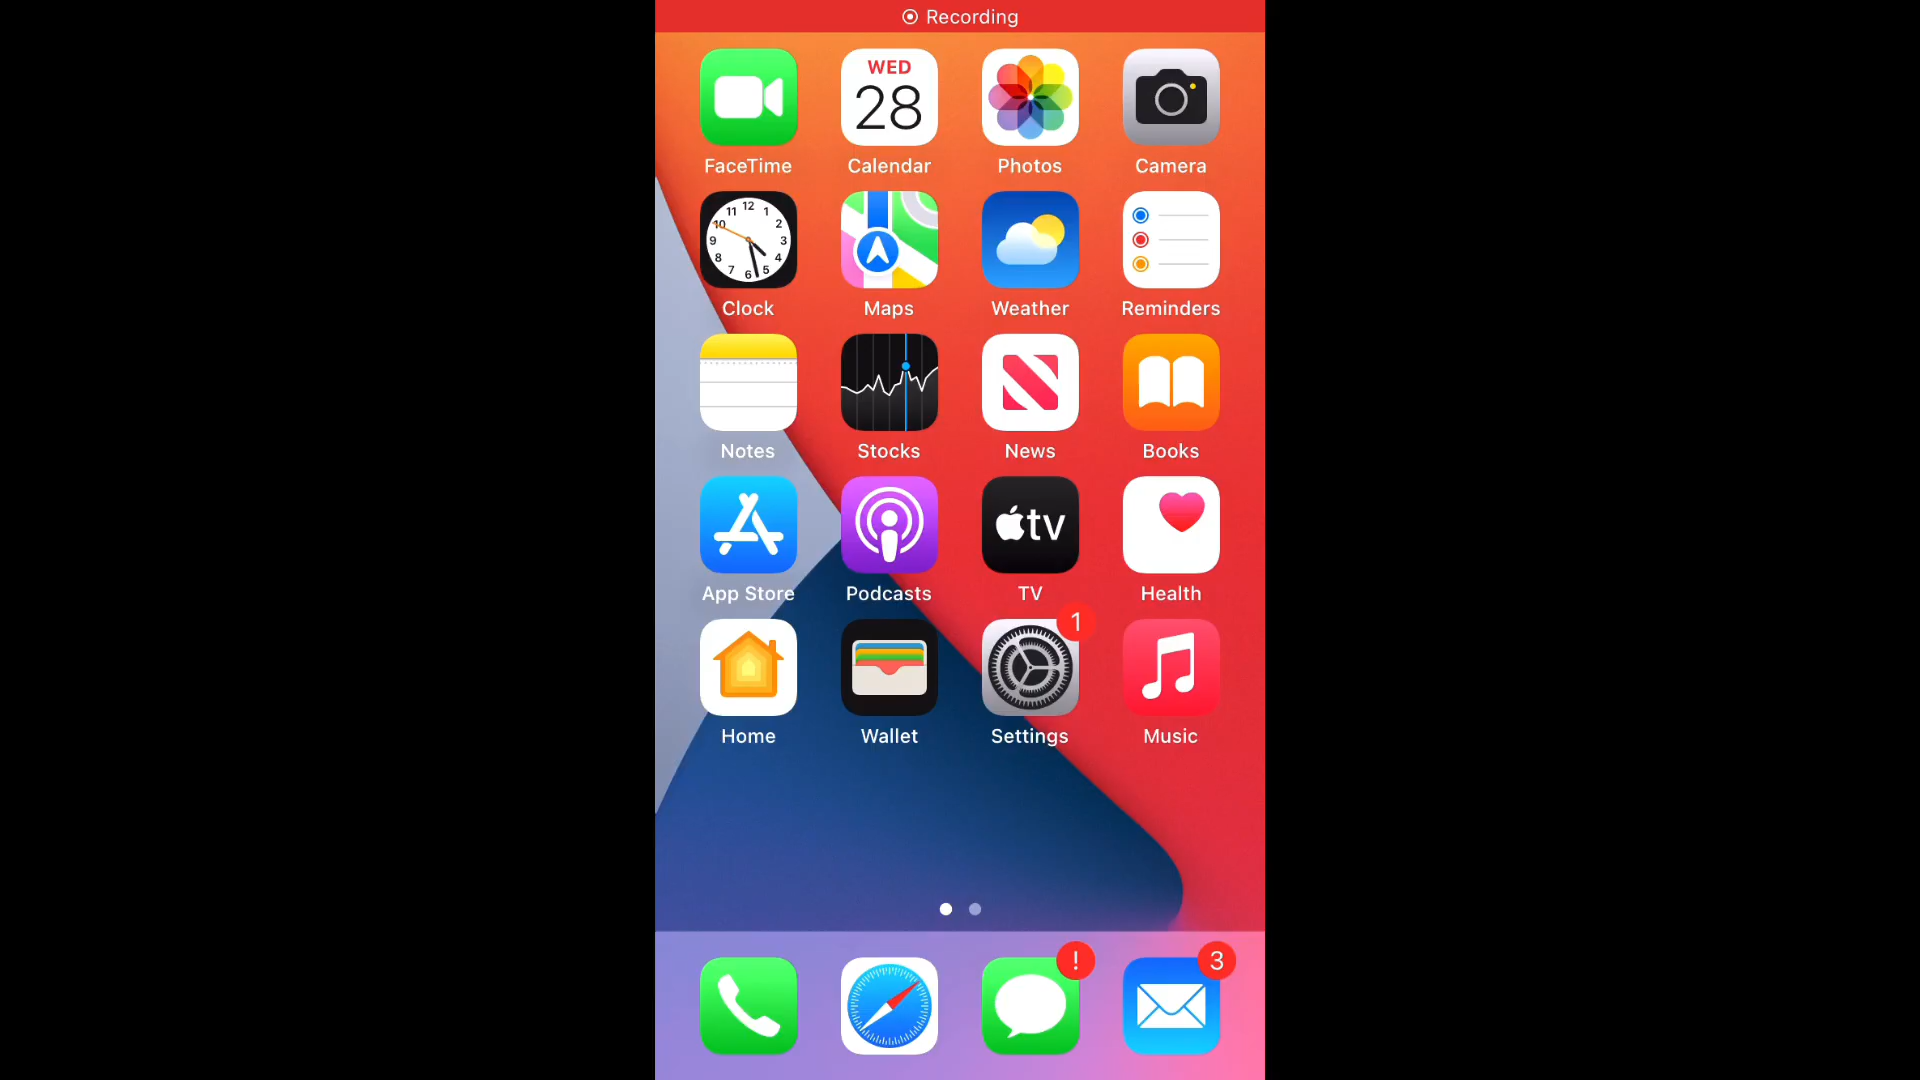 Recording
WED
28
FaceTime
Calendar
Photos
Camera
12
11
1
10
2
9
3
8
4
7
5
6
Clock
Maps
Weather
Reminders
Notes
Stocks
News
Books
tv
App Store
Podcasts
TV
Health
1
Home
Wallet
Settings
Music
!
3